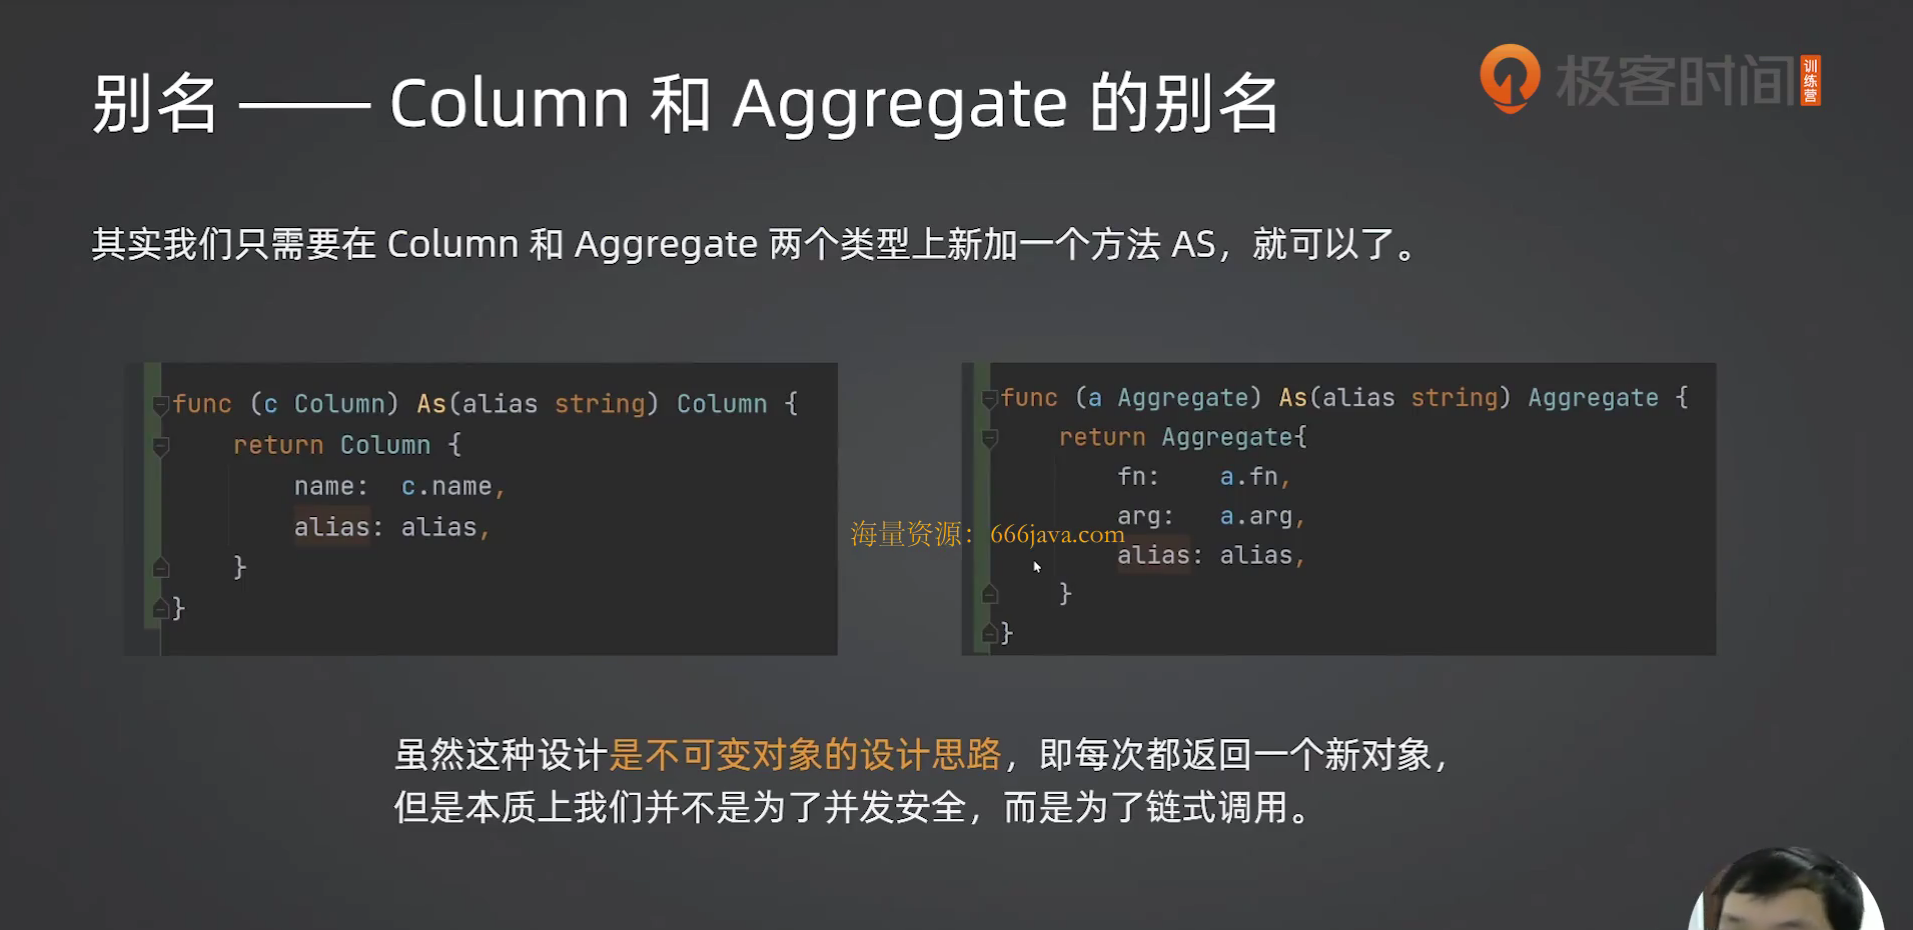 别名 —— Column 和 Aggregate 的别名
极客时间
训练营
其实我们只需要在 Column 和 Aggregate 两个类型上新加一个方法 AS，就可以了。
func (c Column) As(alias string) Column {
    return Column {
        name:  c.name,
        alias: alias,
    }
}
func (a Aggregate) As(alias string) Aggregate {
    return Aggregate{
        fn:    a.fn,
        arg:   a.arg,
        alias: alias,
    }
}
海量资源：666java.com
虽然这种设计是不可变对象的设计思路，即每次都返回一个新对象，
但是本质上我们并不是为了并发安全，而是为了链式调用。